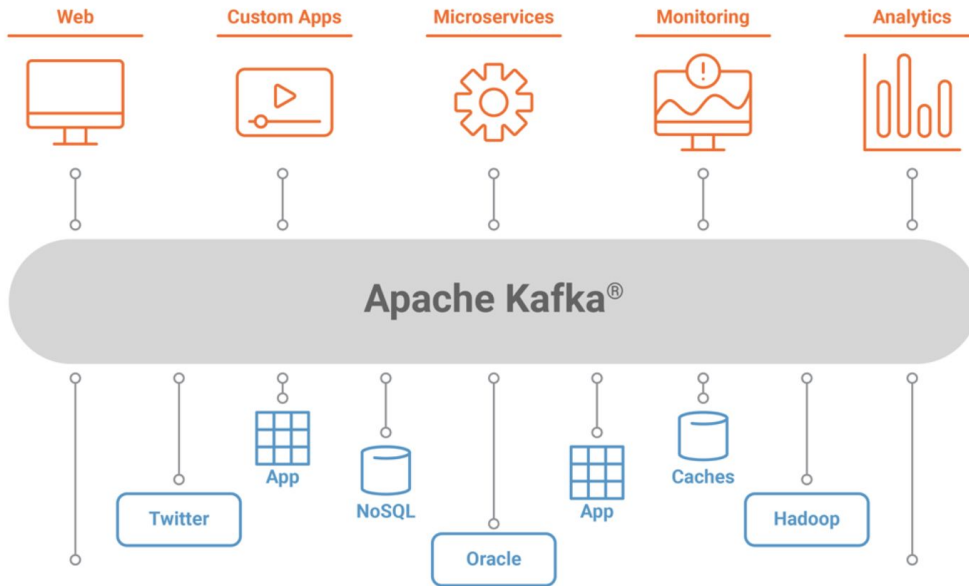 Web
Custom Apps
Microservices
Monitoring
Analytics
!
Apache Kafka®
App
NoSQL
App
Caches
Twitter
Oracle
Hadoop